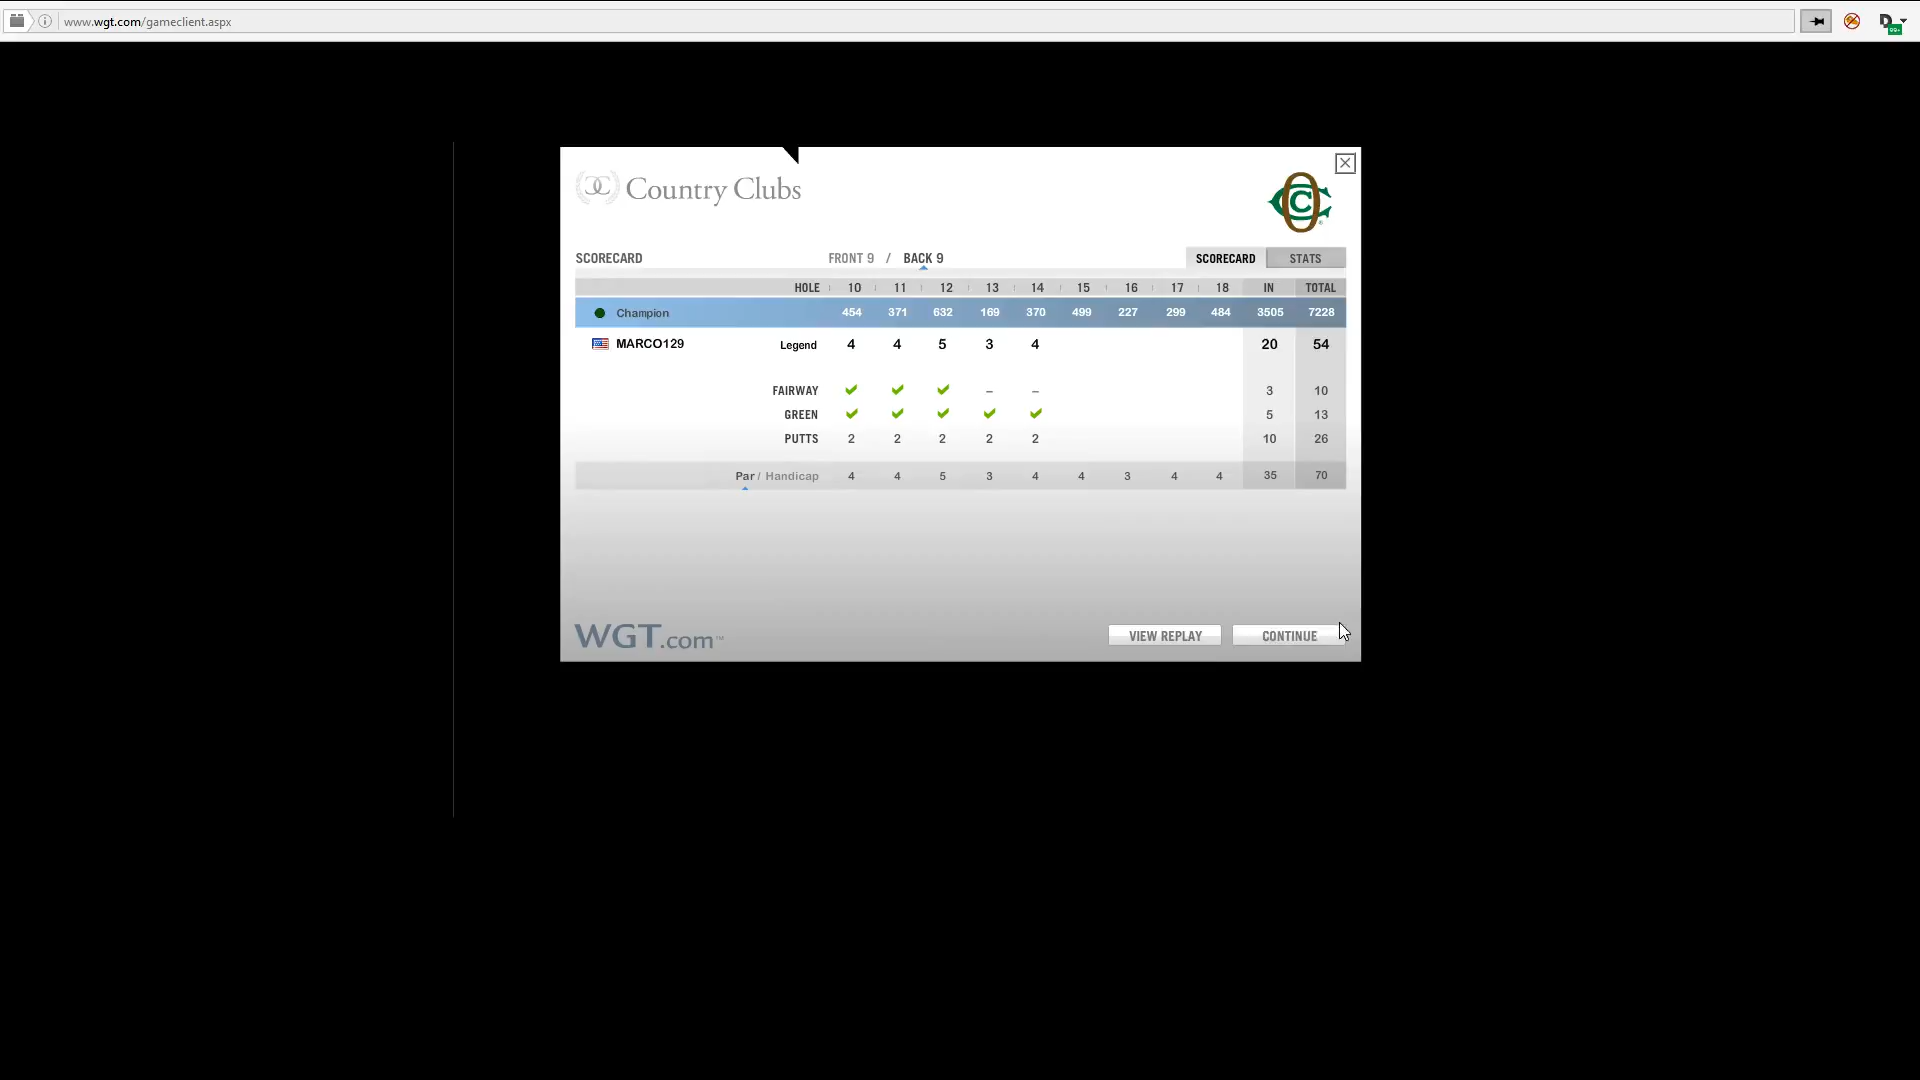 www.wgt.com/gameclient.aspx
99+
CC Country Clubs
OCC
SCORECARD FRONT 9 / BACK 9 SCORECARD STATS
HOLE 10 11 12 13 14 15 16 17 18 IN TOTAL
Champion 454 371 632 169 370 499 227 299 484 3505 7228
MARCO129 Legend 4 4 5 3 4 20 54
FAIRWAY – – 3 10
GREEN 5 13
PUTTS 2 2 2 2 2 10 26
Par / Handicap 4 4 5 3 4 4 3 4 4 35 70
WGT.com™ VIEW REPLAY CONTINUE